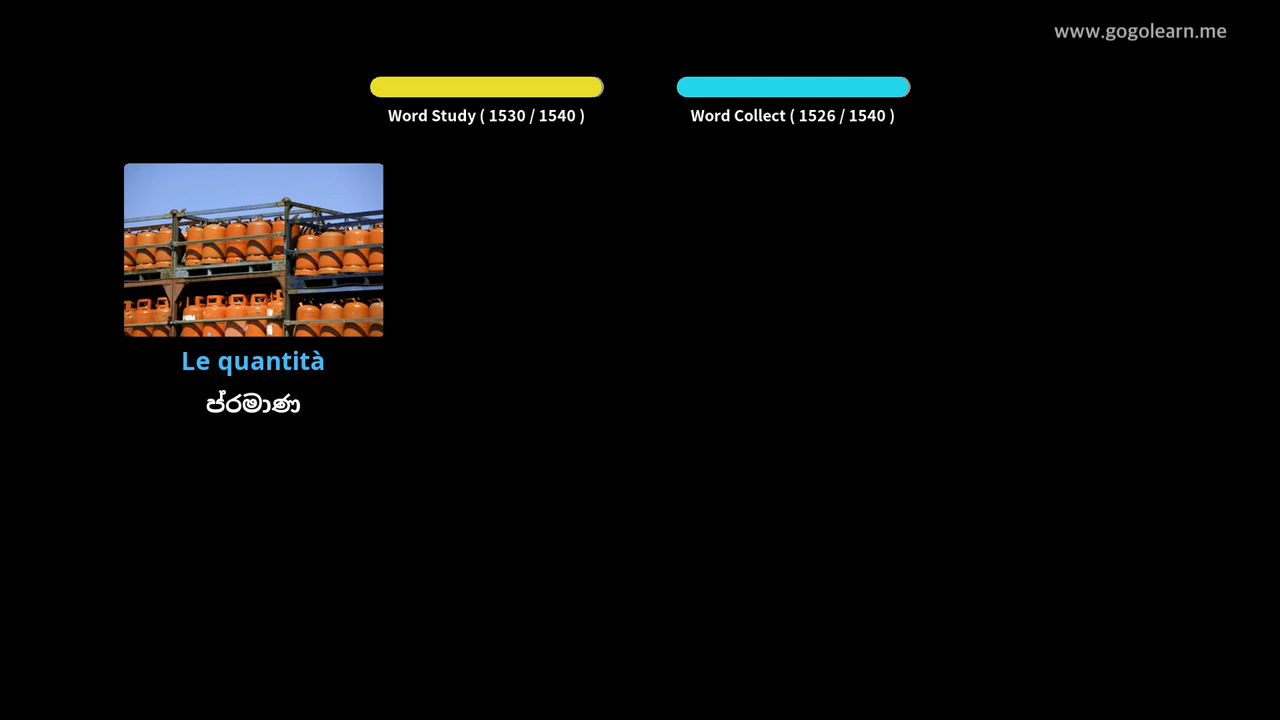 www.gogolearn.me
Word Study ( 1530 / 1540 )
Word Collect ( 1526 / 1540 )
Le quantità
ප්රමාණ